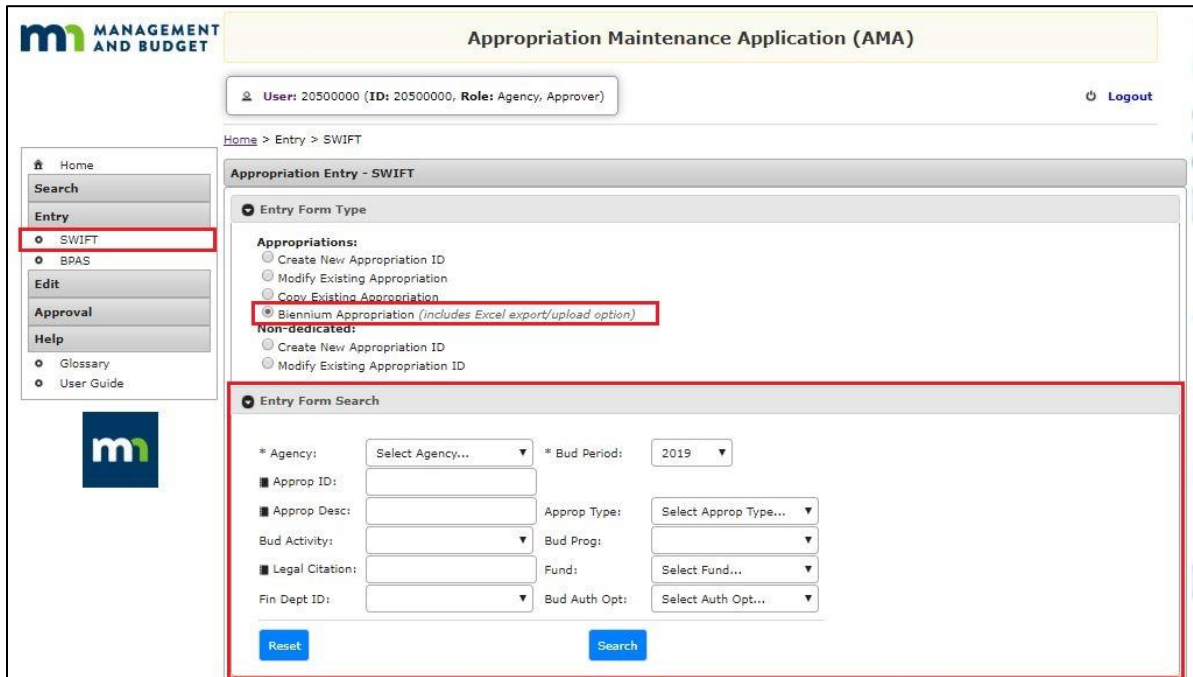 MANAGEMENT
AND BUDGET
Appropriation Maintenance Application (AMA)
User: 20500000 (ID: 20500000, Role: Agency, Approver)
Logout
Home > Entry > SWIFT
Home
Search
Entry
SWIFT
BPAS
Edit
Approval
Help
Glossary
User Guide
mn
Appropriation Entry - SWIFT
Entry Form Type
Appropriations:
Create New Appropriation ID
Modify Existing Appropriation
Copy Existing Appropriation
Biennium Appropriation (includes Excel export/upload option)
Non-dedicated:
Create New Appropriation ID
Modify Existing Appropriation ID
Entry Form Search
* Agency: Select Agency... * Bud Period: 2019
Approp ID:
Approp Desc: Approp Type: Select Approp Type...
Bud Activity: Bud Prog:
Legal Citation: Fund: Select Fund...
Fin Dept ID: Bud Auth Opt: Select Auth Opt...
Reset Search